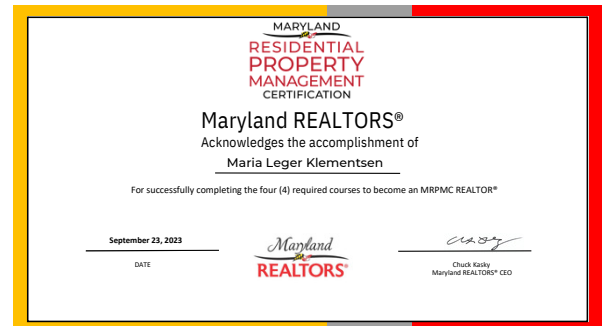 MARYLAND
RESIDENTIAL
PROPERTY
MANAGEMENT
CERTIFICATION
Maryland REALTORS®
Acknowledges the accomplishment of
Maria Leger Klementsen
For successfully completing the four (4) required courses to become an MRPMC REALTOR®
September 23, 2023
DATE
Maryland
REALTORS®
Chuck Kasky
Maryland REALTORS® CEO